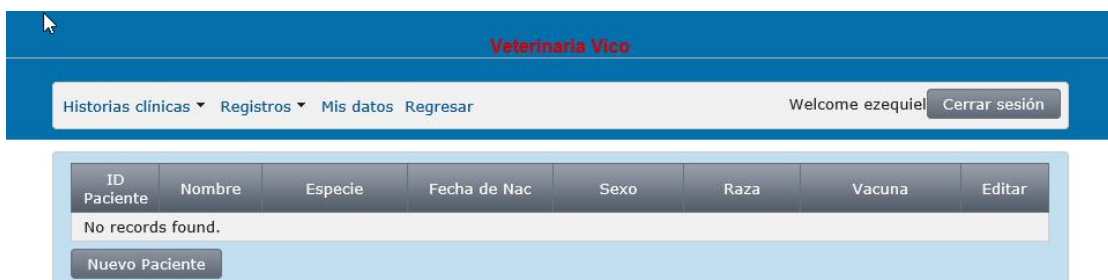 Veterinaria Vico
Historias clínicas Registros Mis datos Regresar Welcome ezequiel Cerrar sesión
ID Paciente Nombre Especie Fecha de Nac Sexo Raza Vacuna Editar
No records found.
Nuevo Paciente